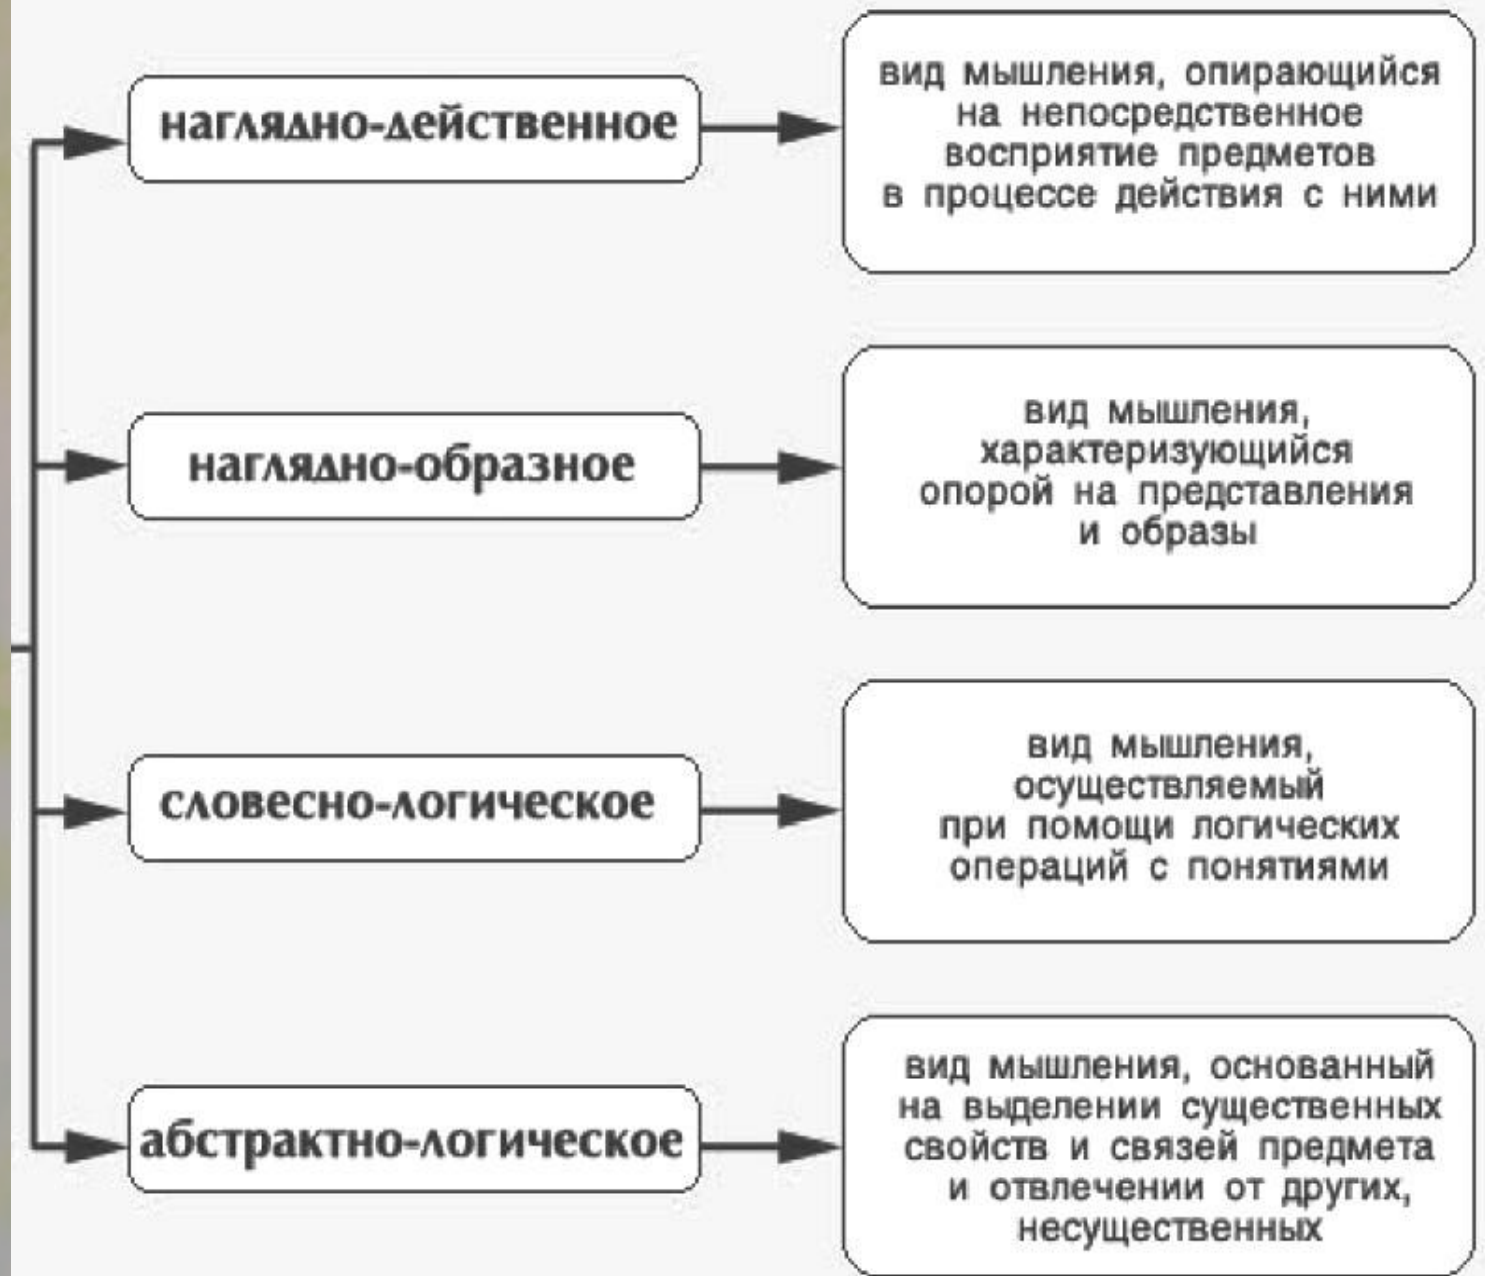 наглядно-действенное
вид мышления, опирающийся
на непосредственное
восприятие предметов
в процессе действия с ними
наглядно-образное
вид мышления,
характеризующийся
опорой на представления
и образы
словесно-логическое
вид мышления,
осуществляемый
при помощи логических
операций с понятиями
абстрактно-логическое
вид мышления, основанный
на выделении существенных
свойств и связей предмета
и отвлечении от других,
несущественных